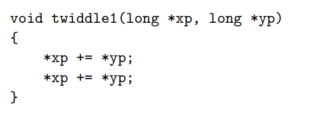 void twiddle1(long *xp, long *yp)
{
    *xp += *yp;
    *xp += *yp;
}